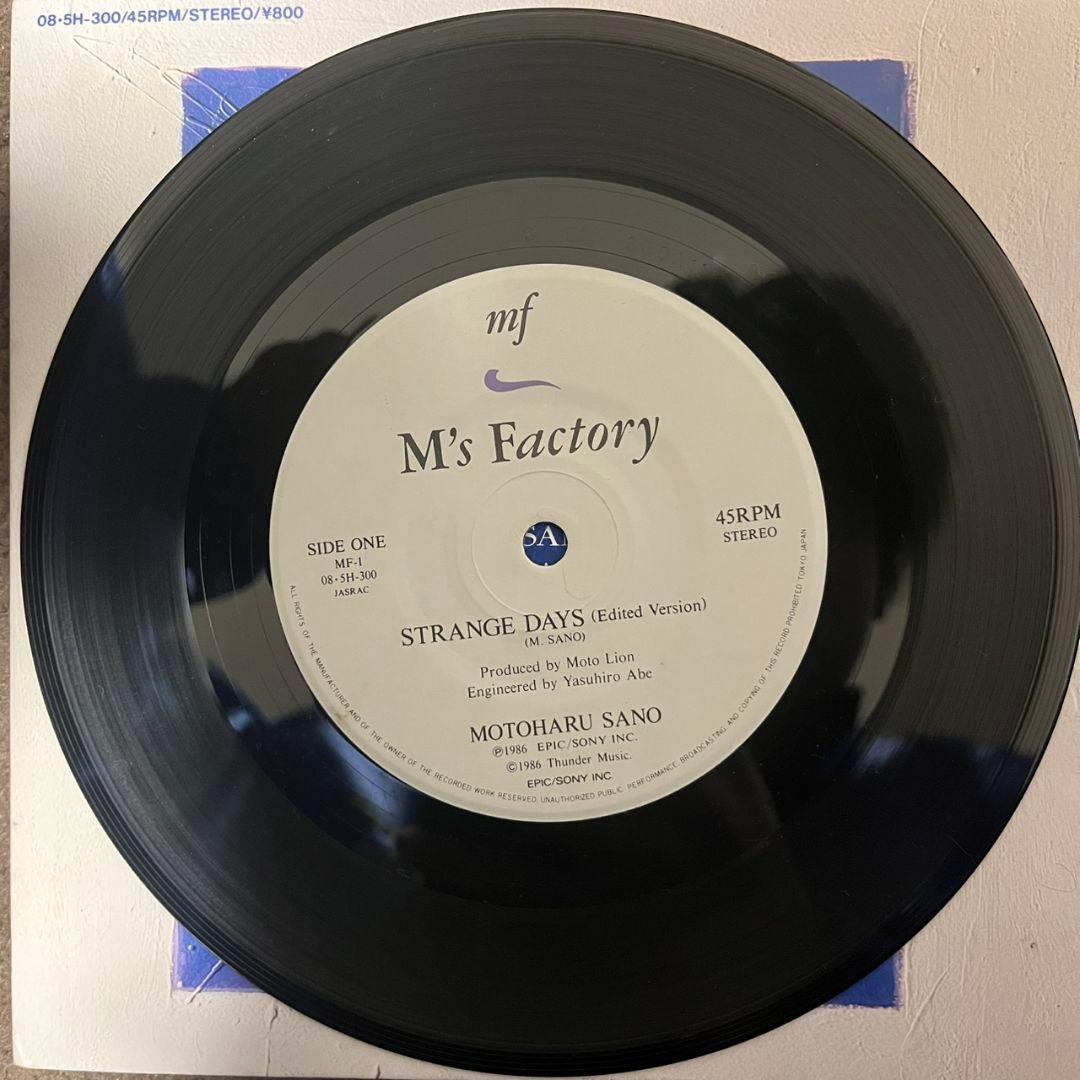 08・5H-300/45RPM/STEREO/¥800
mf
M's Factory
SIDE ONE
MF-1
08・5H-300
JASRAC
45RPM
STEREO
SA
STRANGE DAYS (Edited Version)
(M. SANO)
Produced by Moto Lion
Engineered by Yasuhiro Abe
MOTOHARU SANO
Ⓟ1986 EPIC/SONY INC.
©1986 Thunder Music.
EPIC/SONY INC.
ALL RIGHTS OF THE MANUFACTURER AND OF THE OWNER OF THE RECORDED WORK RESERVED. UNAUTHORIZED PUBLIC PERFORMANCE, BROADCASTING AND COPYING OF THIS RECORD PROHIBITED TOKYO JAPAN